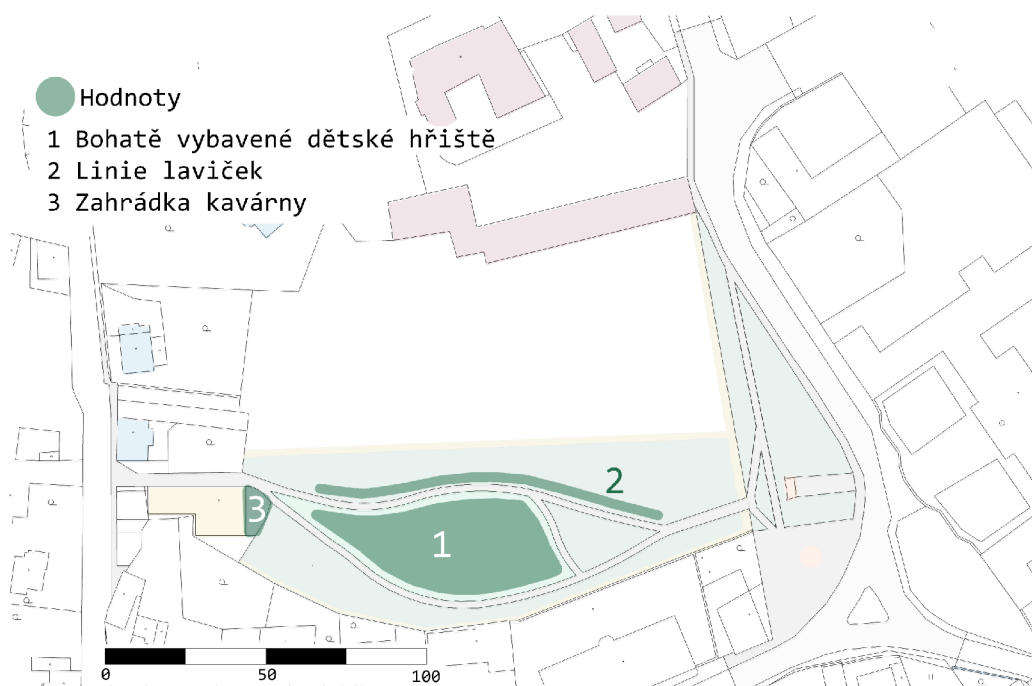 Hodnoty
1 Bohatě vybavené dětské hřiště
2 Linie laviček
3 Zahrádka kavárny
2
3
1
0 50 100